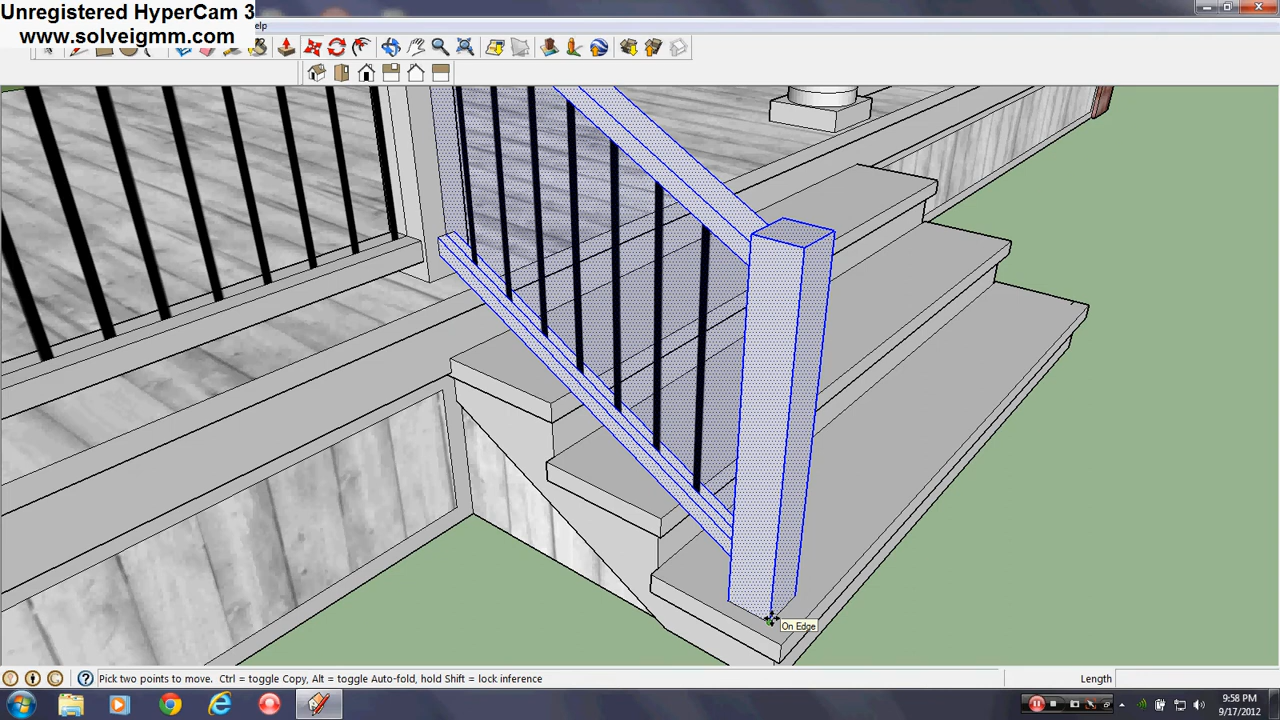 Unregistered HyperCam 3
www.solveigmm.com
elp
On Edge
Pick two points to move. Ctrl = toggle Copy, Alt = toggle Auto-fold, hold Shift = lock inference
Length
9:58 PM
9/17/2012